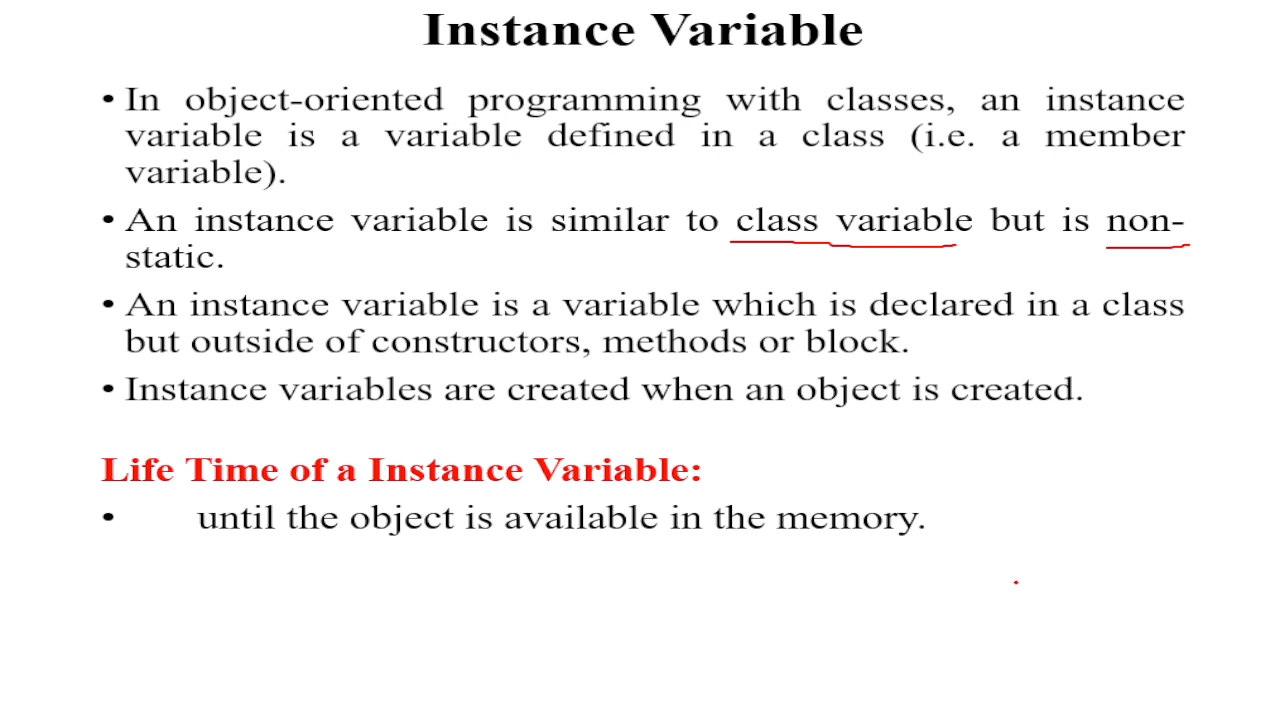 Instance Variable
• In object-oriented programming with classes, an instance
variable is a variable defined in a class (i.e. a member
variable).
• An instance variable is similar to class variable but is non-
static.
• An instance variable is a variable which is declared in a class
but outside of constructors, methods or block.
• Instance variables are created when an object is created.
Life Time of a Instance Variable:
• until the object is available in the memory.